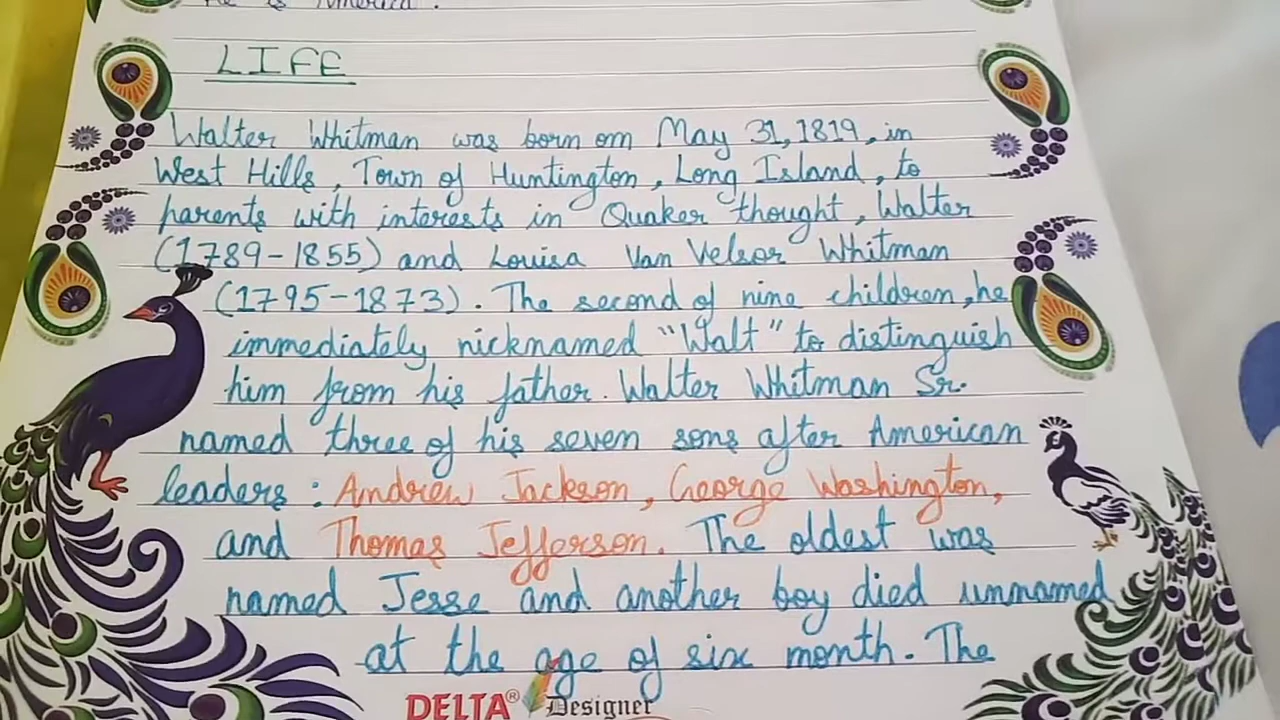 He is America.
LIFE
Walter Whitman was born om May 31, 1819, in
West Hills, Town of Huntington, Long Island, to
parents with interests in Quaker thought, Walter
(1789-1855) and Louisa Van Velsor Whitman
(1795-1873). The second of nine children, he
immediately nicknamed "Walt" to distinguish
him from his father. Walter Whitman Sr.
named three of his seven sons after American
leaders : Andrew Jackson, George Washington,
and Thomas Jefferson. The oldest was
named Jesse and another boy died unnamed
at the age of six month. The
DELTA® Designer